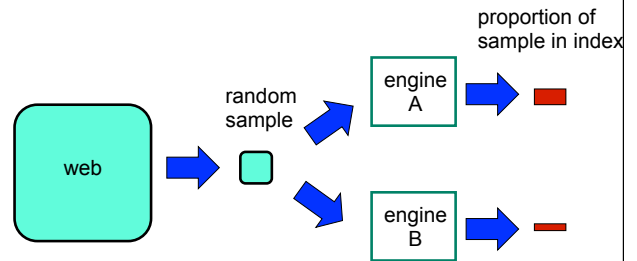 proportion of
sample in index
engine
A
random
sample
web
engine
B